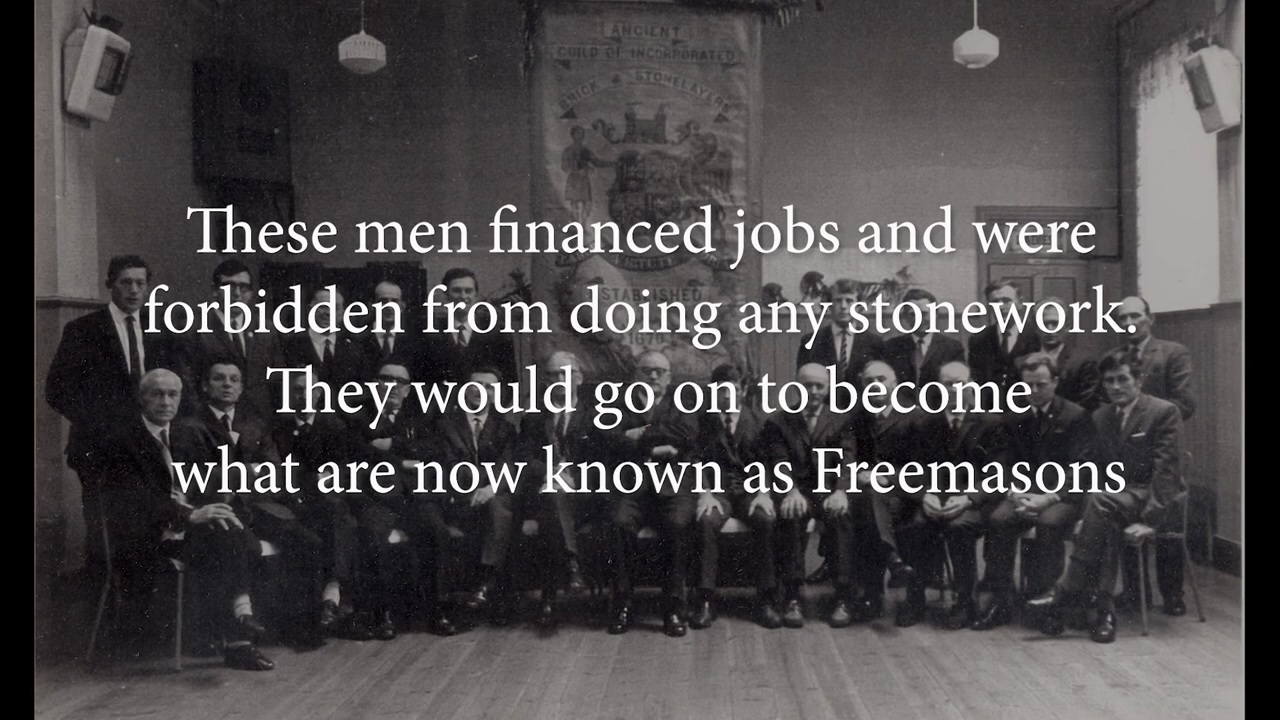 ANCIENT
GUILD OF INCORPORATED
BRICK & STONELAYERS
These men financed jobs and were
forbidden from doing any stonework.
They would go on to become
what are now known as Freemasons
ESTABLISHED